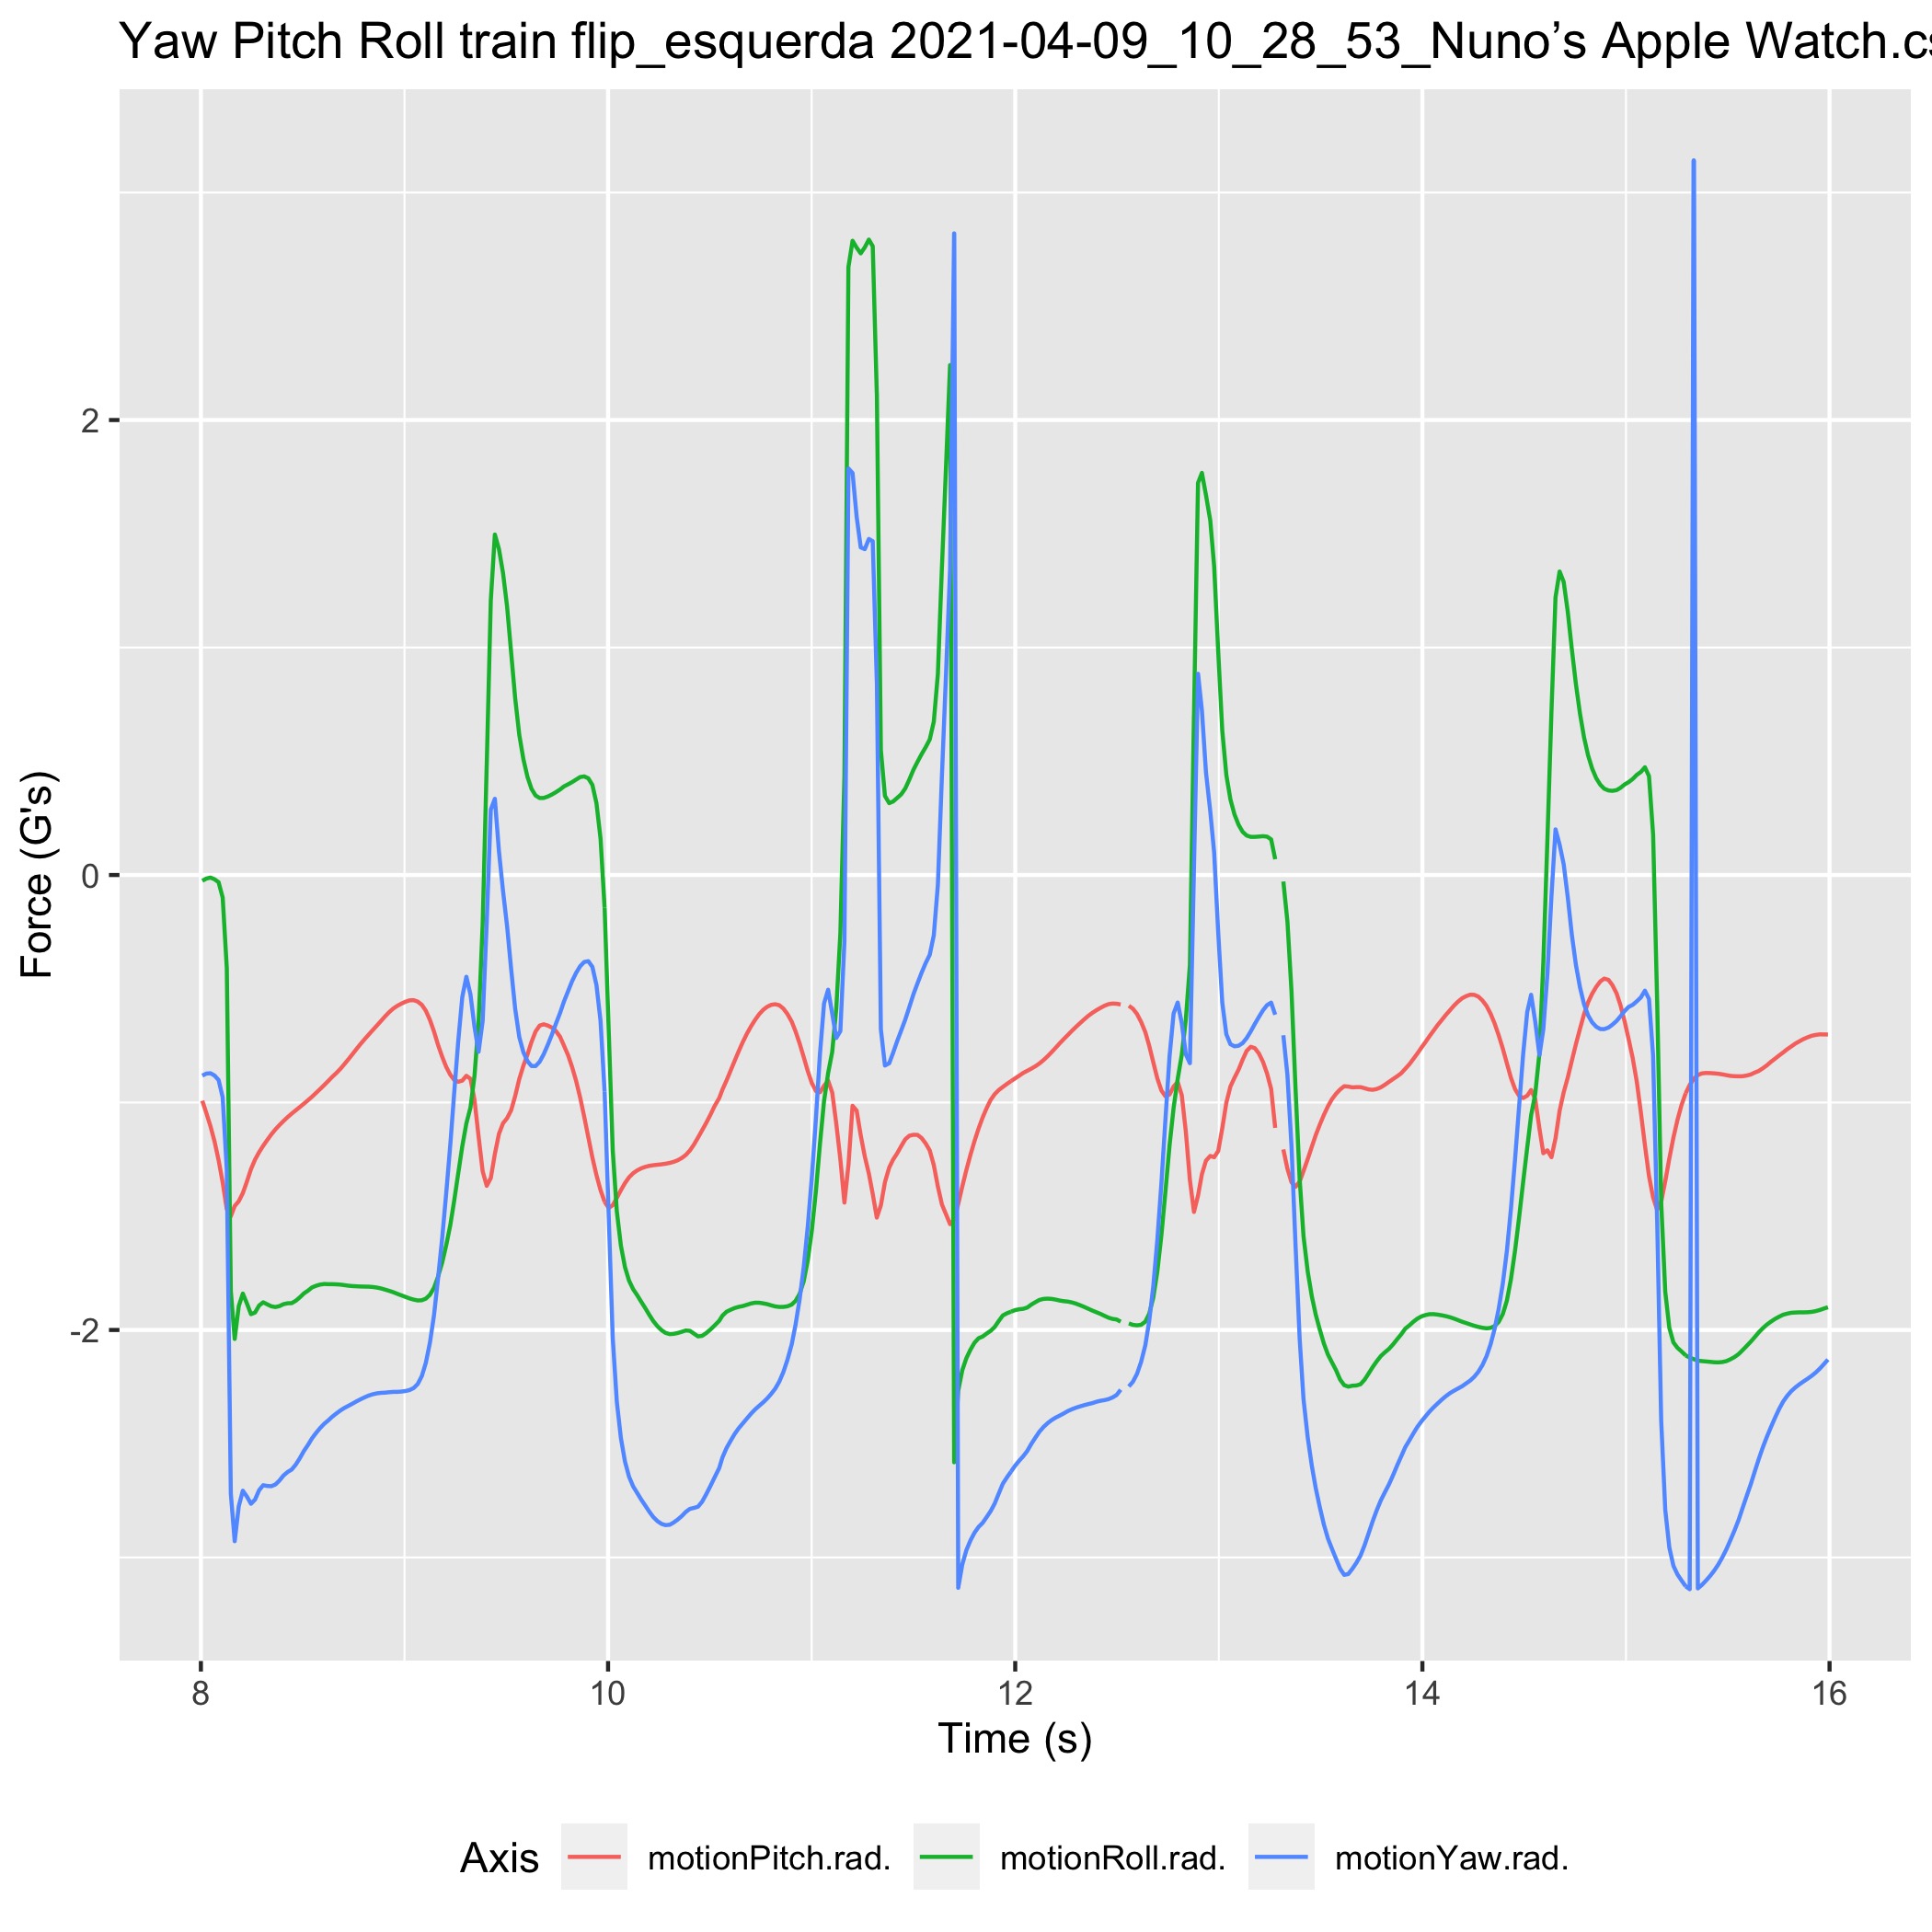 Yaw Pitch Roll train flip_esquerda 2021-04-09_10_28_53_Nuno’s Apple Watch.cs
Force (G's)
2
0
-2
8 10 12 14 16
Time (s)
Axis motionPitch.rad. motionRoll.rad. motionYaw.rad.